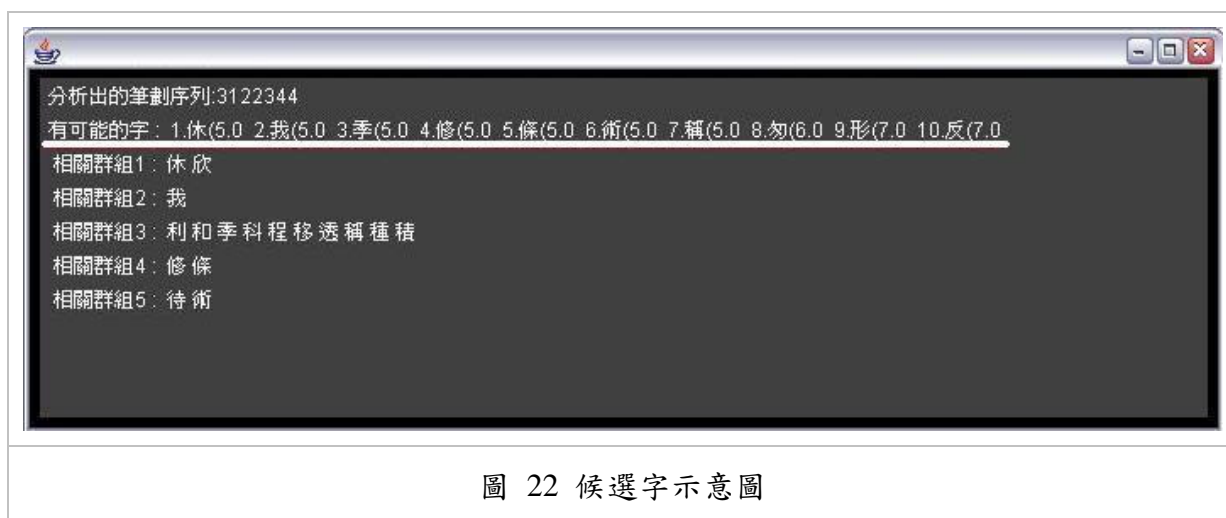 分析出的筆劃序列:3122344
有可能的字 : 1.休(5.0 2.我(5.0 3.季(5.0 4.修(5.0 5.條(5.0 6.術(5.0 7.稱(5.0 8.匆(6.0 9.形(7.0 10.反(7.0
相關群組1 : 休 欣
相關群組2 : 我
相關群組3 : 利 和 季 科 程 移 透 稱 種 積
相關群組4 : 修 條
相關群組5 : 待 術
圖 22 候選字示意圖